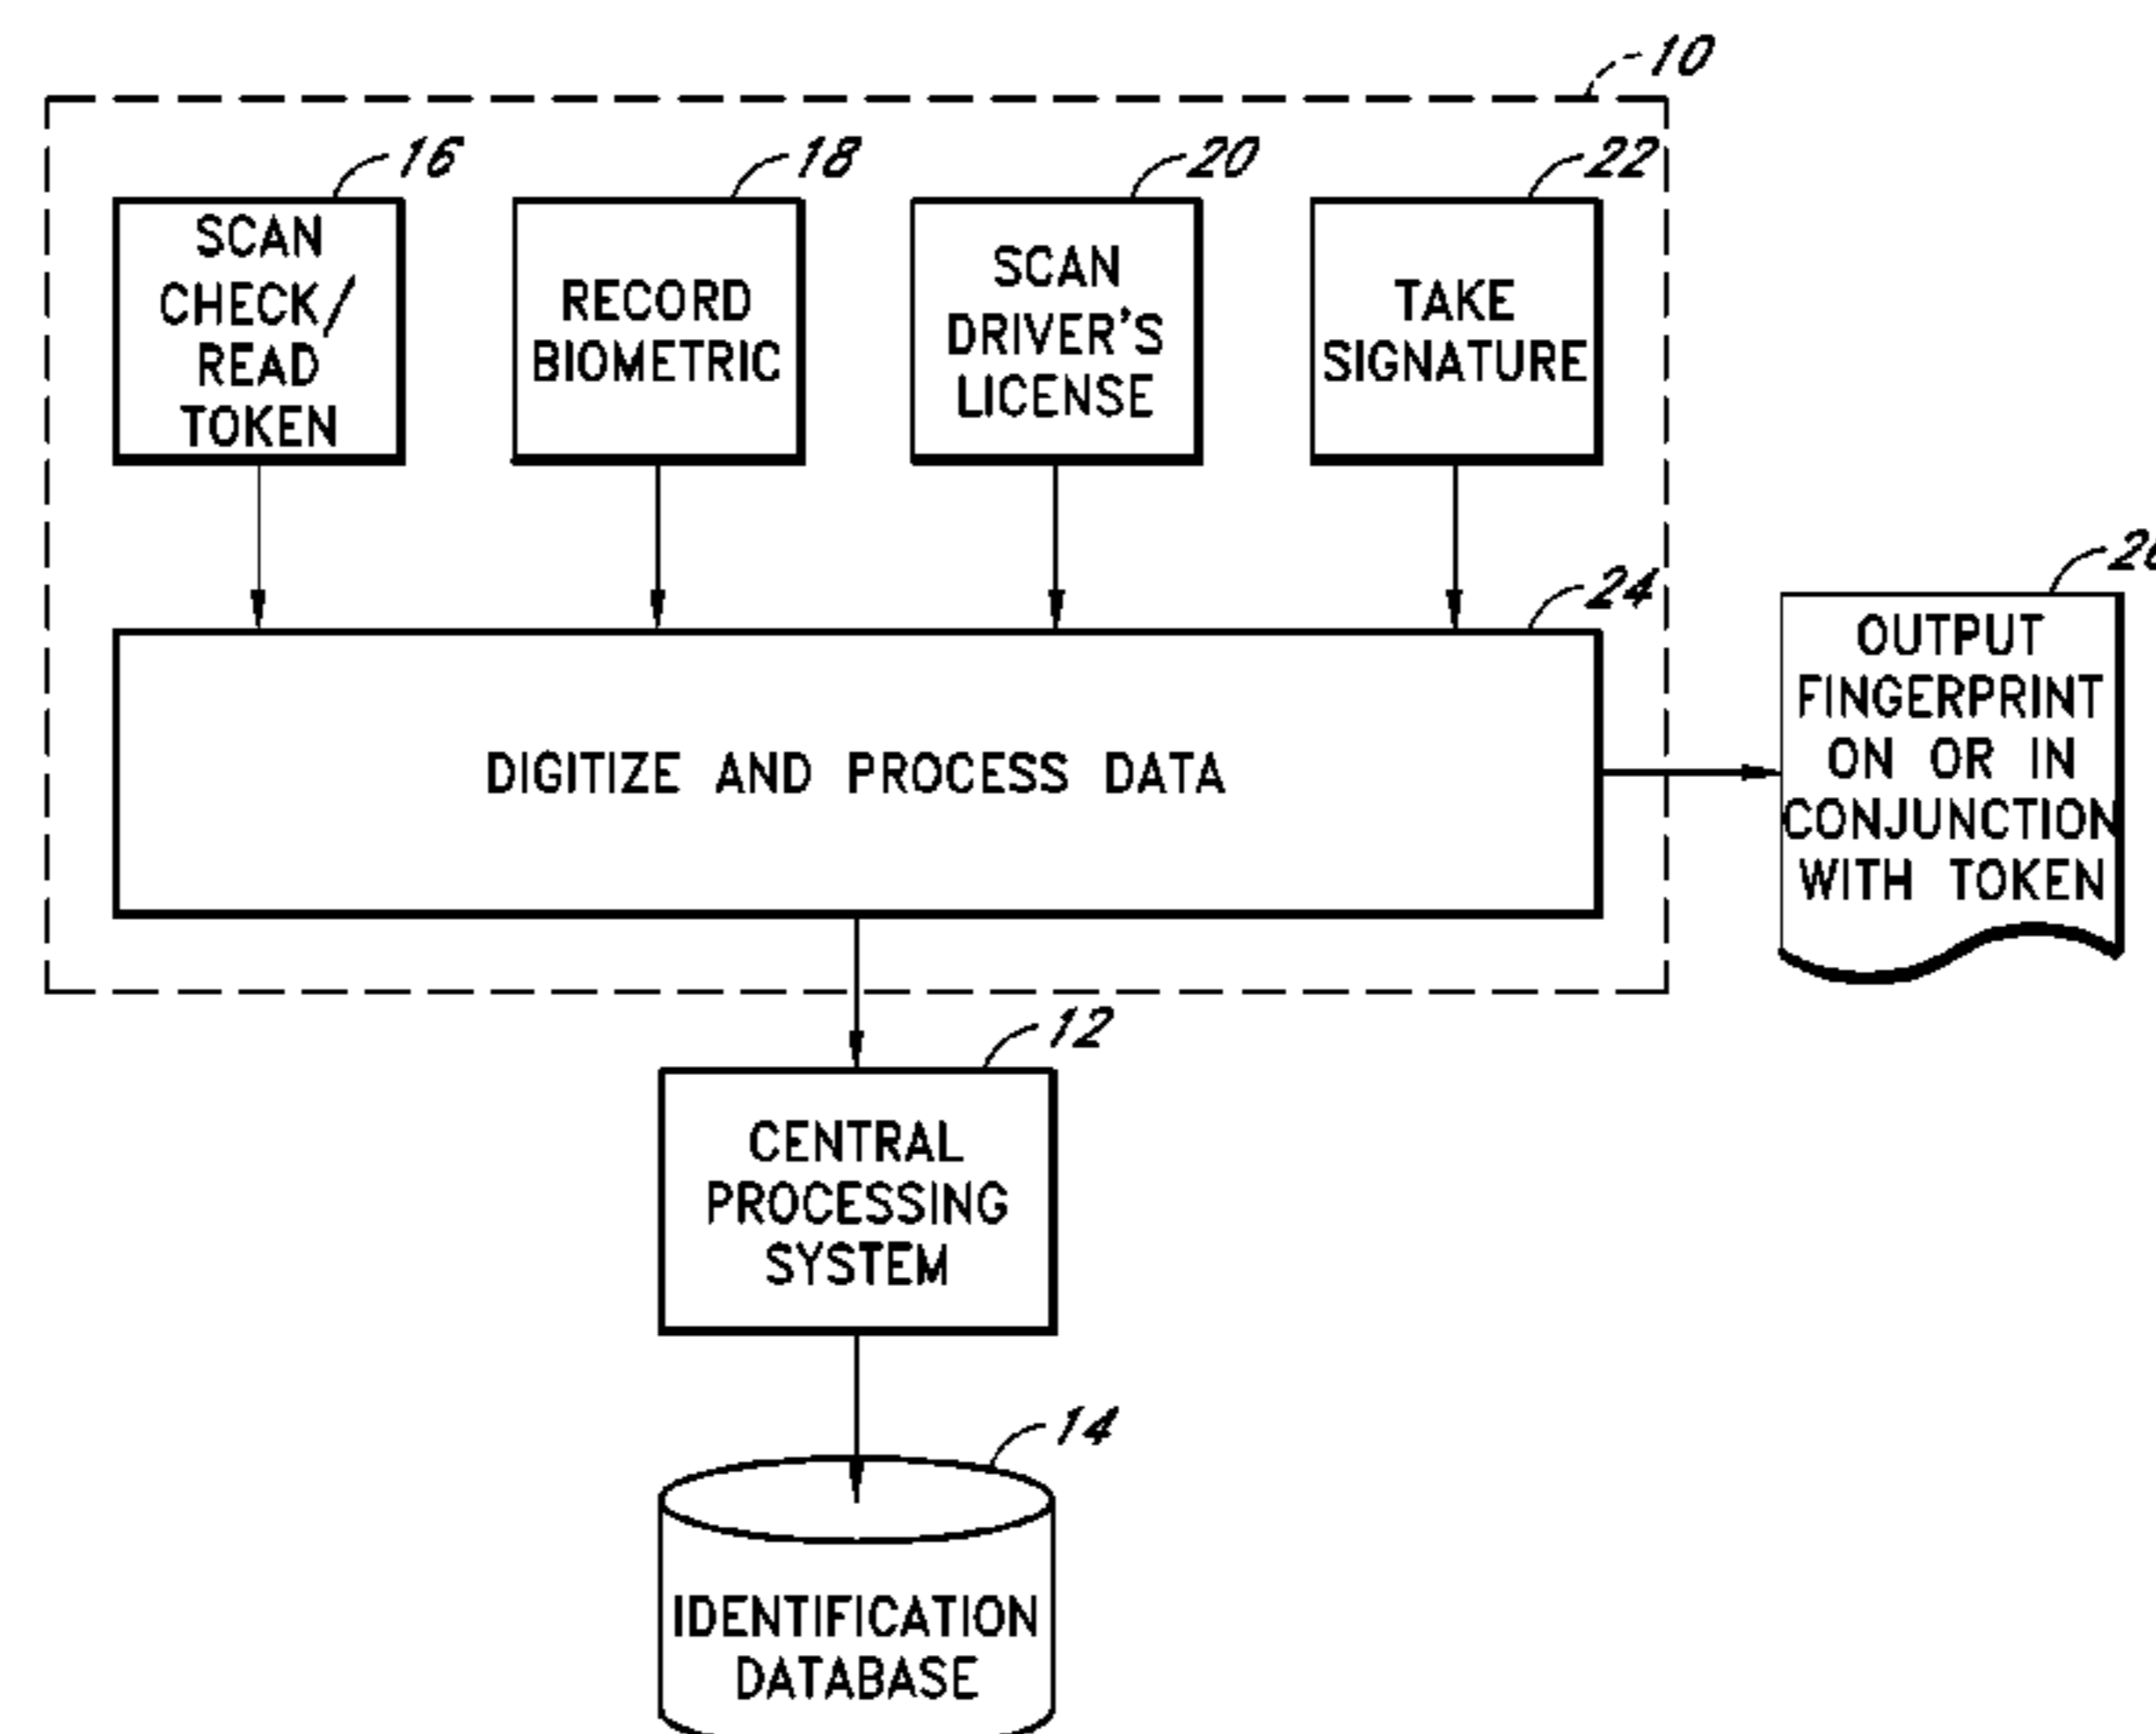 10
16
18
20
22
SCAN
CHECK/
READ
TOKEN
RECORD
BIOMETRIC
SCAN
DRIVER'S
LICENSE
TAKE
SIGNATURE
24
DIGITIZE AND PROCESS DATA
OUTPUT
FINGERPRINT
ON OR IN
CONJUNCTION
WITH TOKEN
12
CENTRAL
PROCESSING
SYSTEM
14
IDENTIFICATION
DATABASE